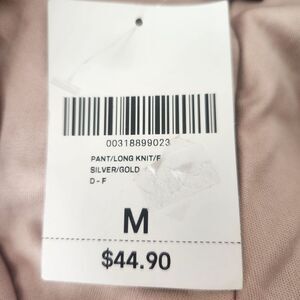 00318899023
PANT/LONG KNIT/F
SILVER/GOLD
D - F
M
$44.90